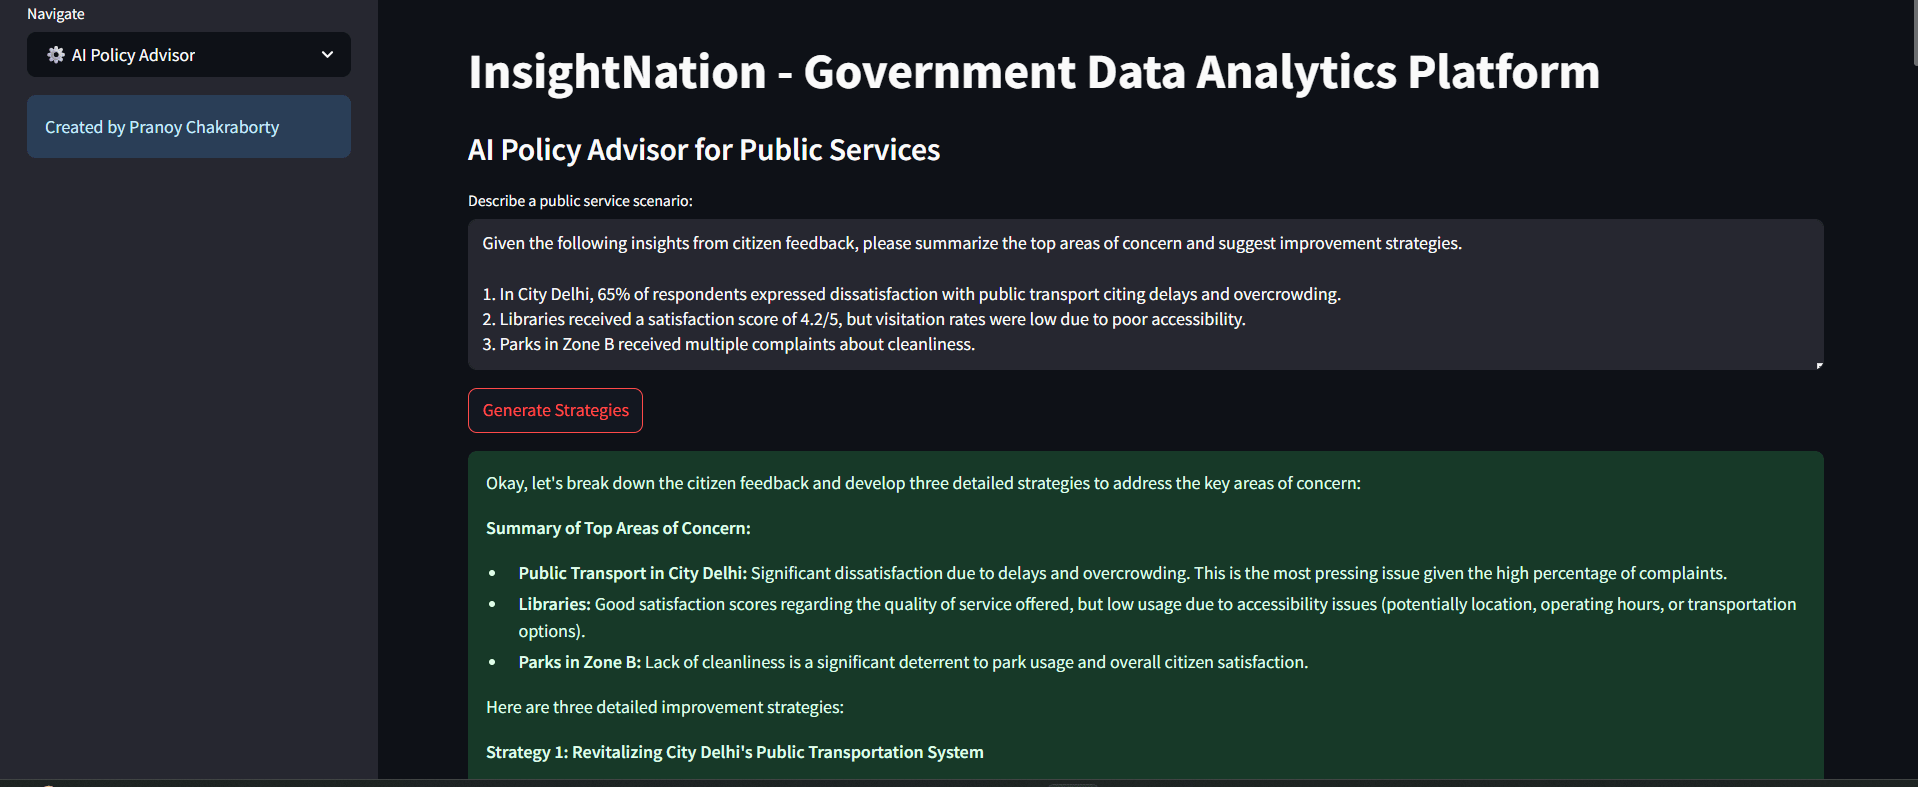 Navigate
AI Policy Advisor
Created by Pranoy Chakraborty
InsightNation - Government Data Analytics Platform
AI Policy Advisor for Public Services
Describe a public service scenario:
Given the following insights from citizen feedback, please summarize the top areas of concern and suggest improvement strategies.
1. In City Delhi, 65% of respondents expressed dissatisfaction with public transport citing delays and overcrowding.
2. Libraries received a satisfaction score of 4.2/5, but visitation rates were low due to poor accessibility.
3. Parks in Zone B received multiple complaints about cleanliness.
Generate Strategies
Okay, let's break down the citizen feedback and develop three detailed strategies to address the key areas of concern:
Summary of Top Areas of Concern:
• Public Transport in City Delhi: Significant dissatisfaction due to delays and overcrowding. This is the most pressing issue given the high percentage of complaints.
• Libraries: Good satisfaction scores regarding the quality of service offered, but low usage due to accessibility issues (potentially location, operating hours, or transportation
options).
• Parks in Zone B: Lack of cleanliness is a significant deterrent to park usage and overall citizen satisfaction.
Here are three detailed improvement strategies:
Strategy 1: Revitalizing City Delhi's Public Transportation System